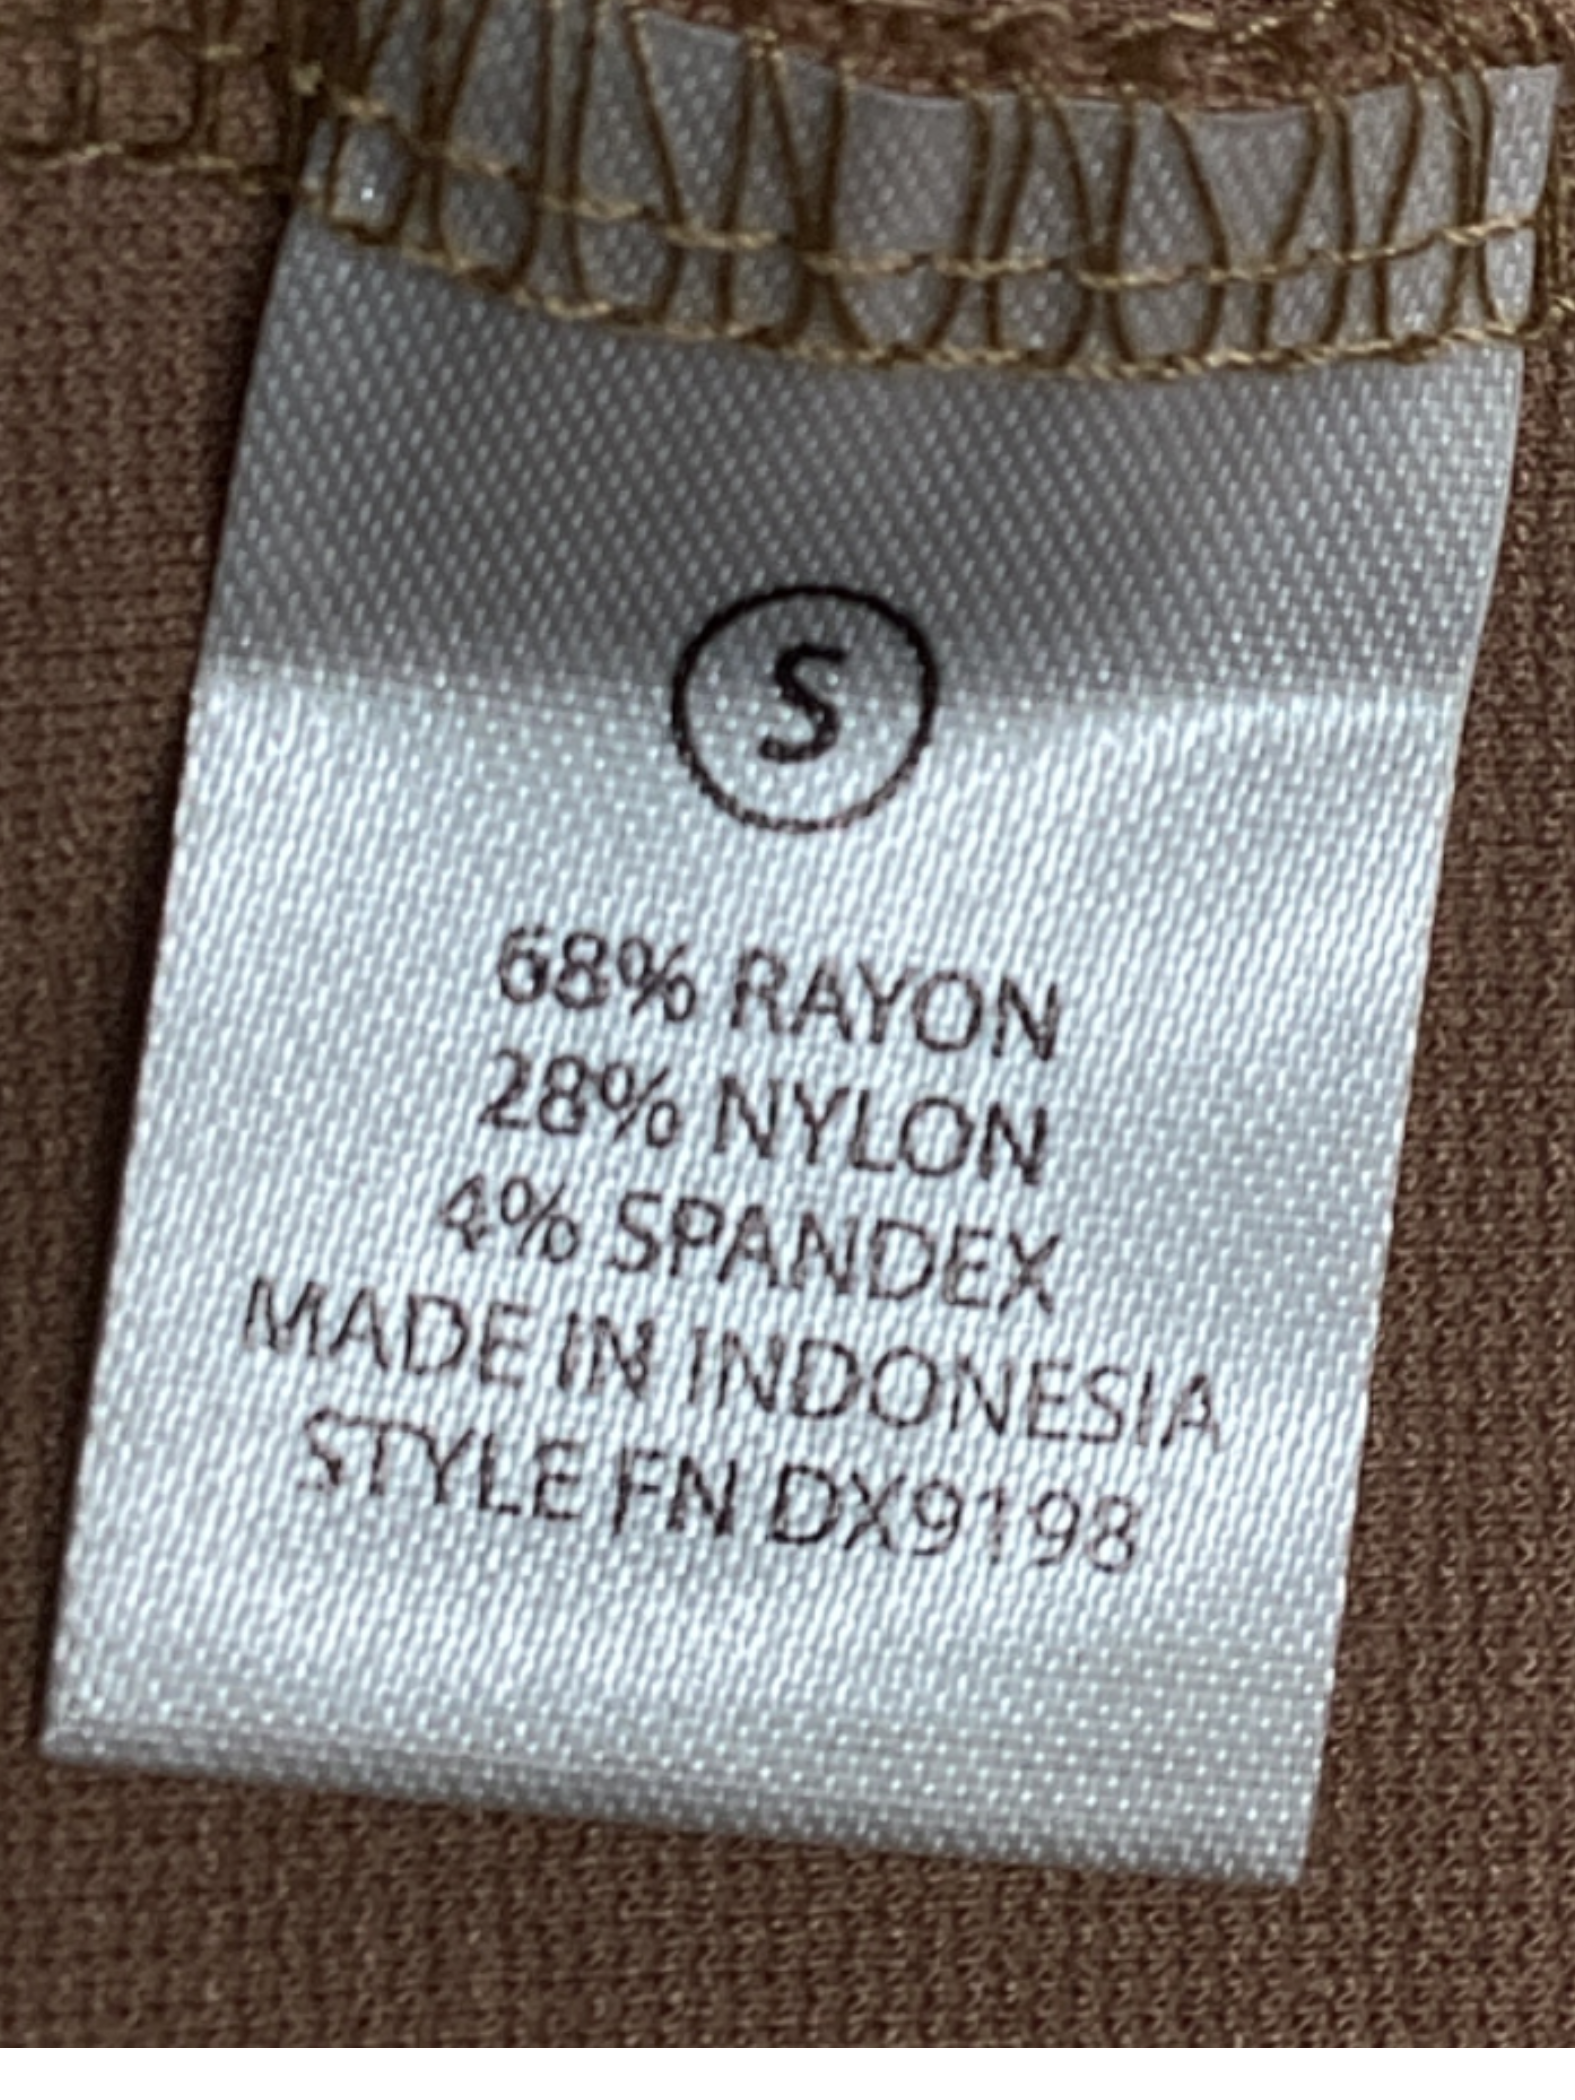 S
68% RAYON
28% NYLON
4% SPANDEX
MADE IN INDONESIA
STYLE FN DX9198